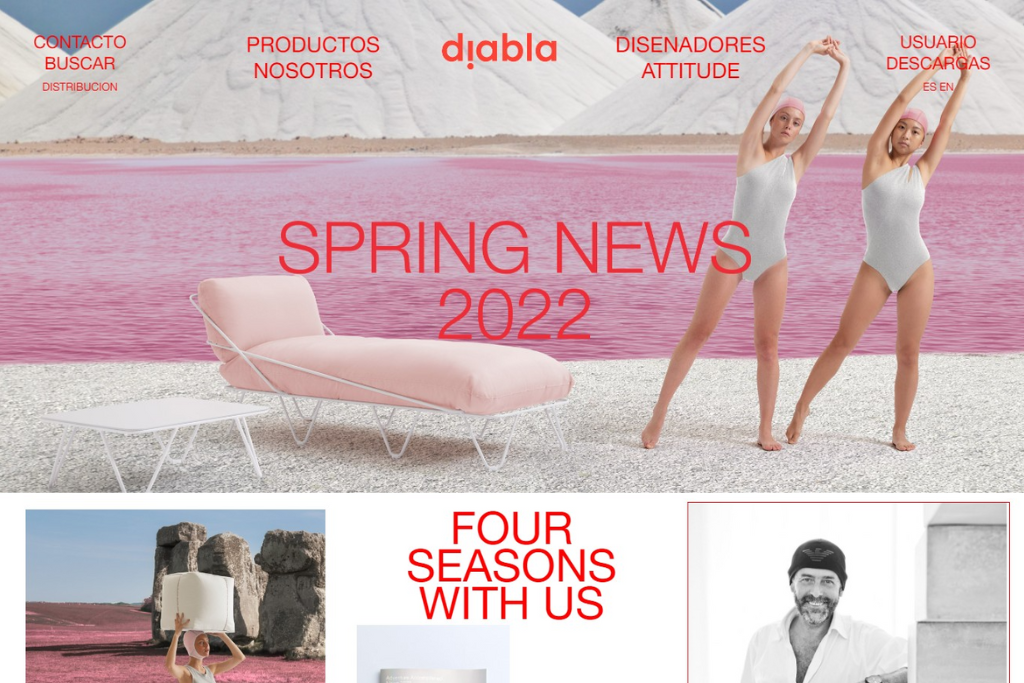 CONTACTO
BUSCAR
DISTRIBUCION
PRODUCTOS
NOSOTROS
diabla
DISENADORES
ATTITUDE
USUARIO
DESCARGAS
ES EN
SPRING NEWS
2022
FOUR
SEASONS
WITH US